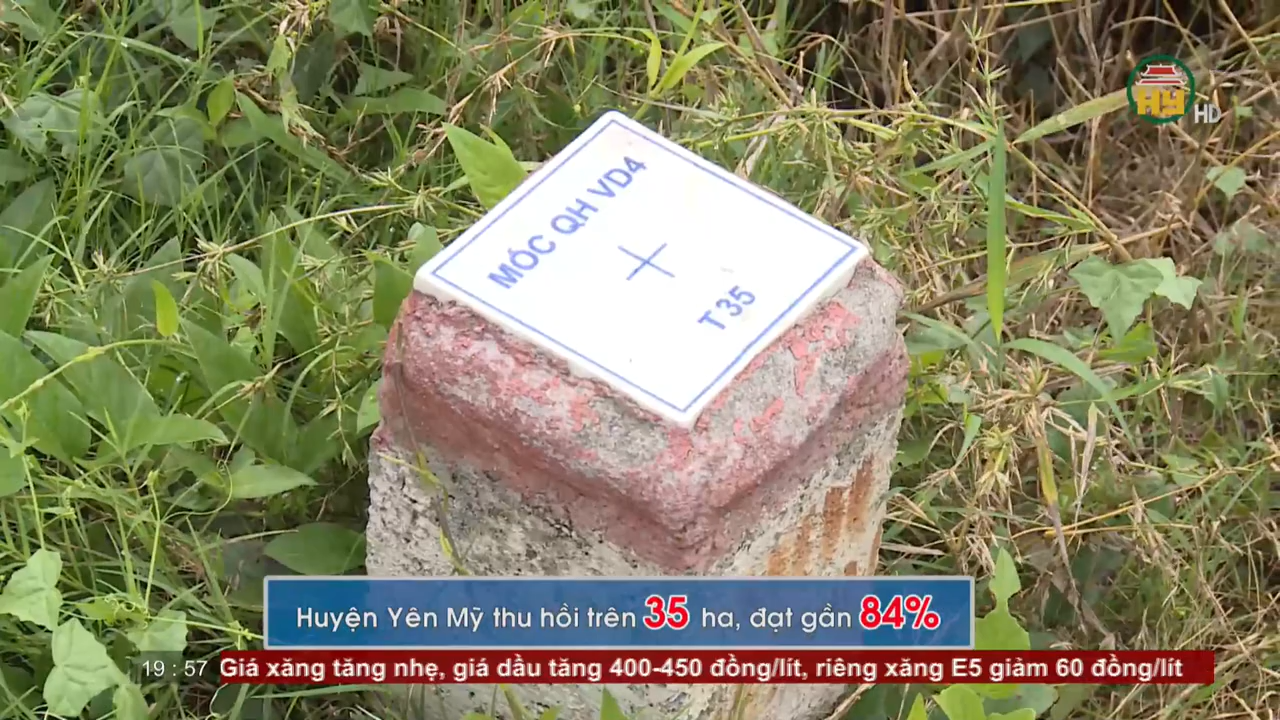 HY HD
MÓC QH VD4
T 35
Huyện Yên Mỹ thu hồi trên 35 ha, đạt gần 84%
19 : 57 Giá xăng tăng nhẹ, giá dầu tăng 400-450 đồng/lít, riêng xăng E5 giảm 60 đồng/lít